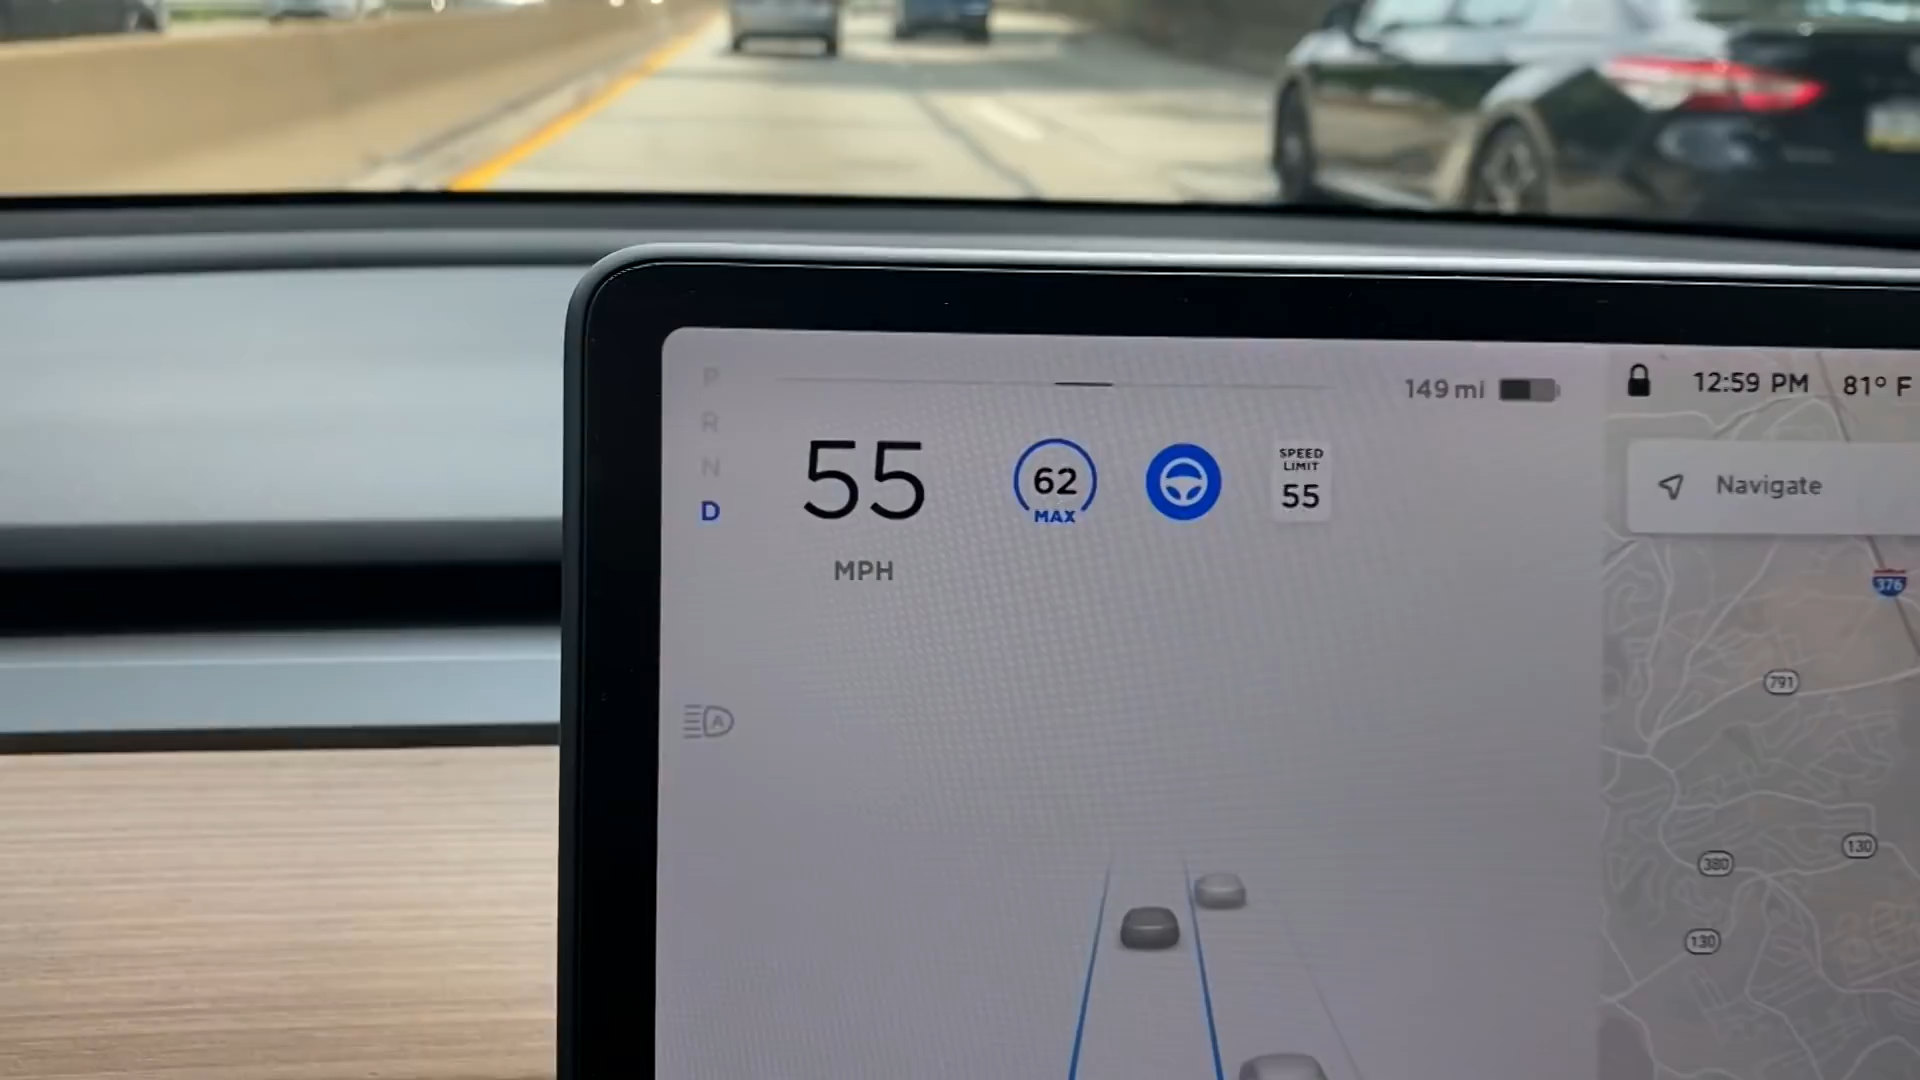 P
R
N
D
149 mi
12:59 PM
81° F
55
MPH
62
MAX
SPEED
LIMIT
55
Navigate
376
791
A
380
130
130